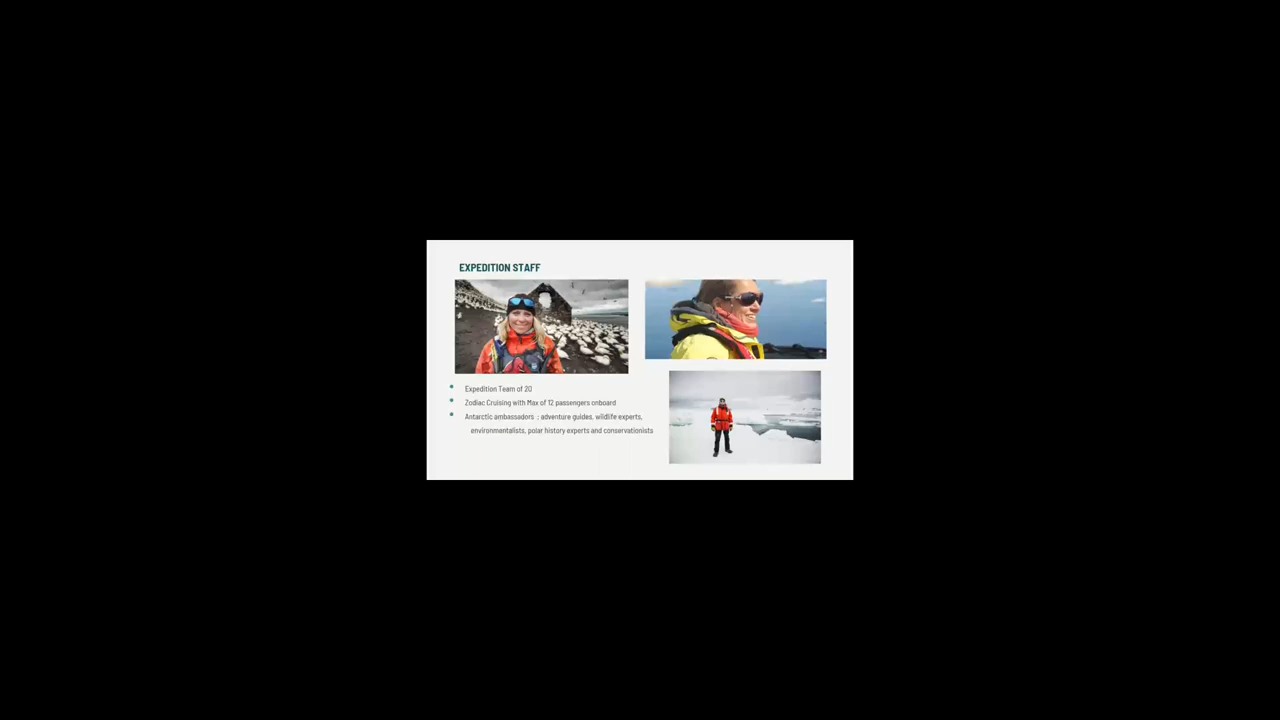 EXPEDITION STAFF
Expedition Team of 20
Zodiac Cruising with Max of 12 passengers onboard
Antarctic ambassadors : adventure guides, wildlife experts,
environmentalists, polar history experts and conservationists